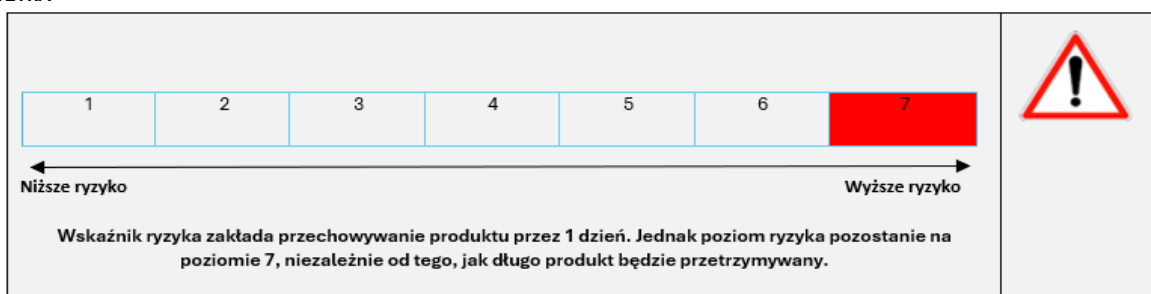 1 2 3 4 5 6 7
Niższe ryzyko Wyższe ryzyko
Wskaźnik ryzyka zakłada przechowywanie produktu przez 1 dzień. Jednak poziom ryzyka pozostanie na
poziomie 7, niezależnie od tego, jak długo produkt będzie przetrzymywany.